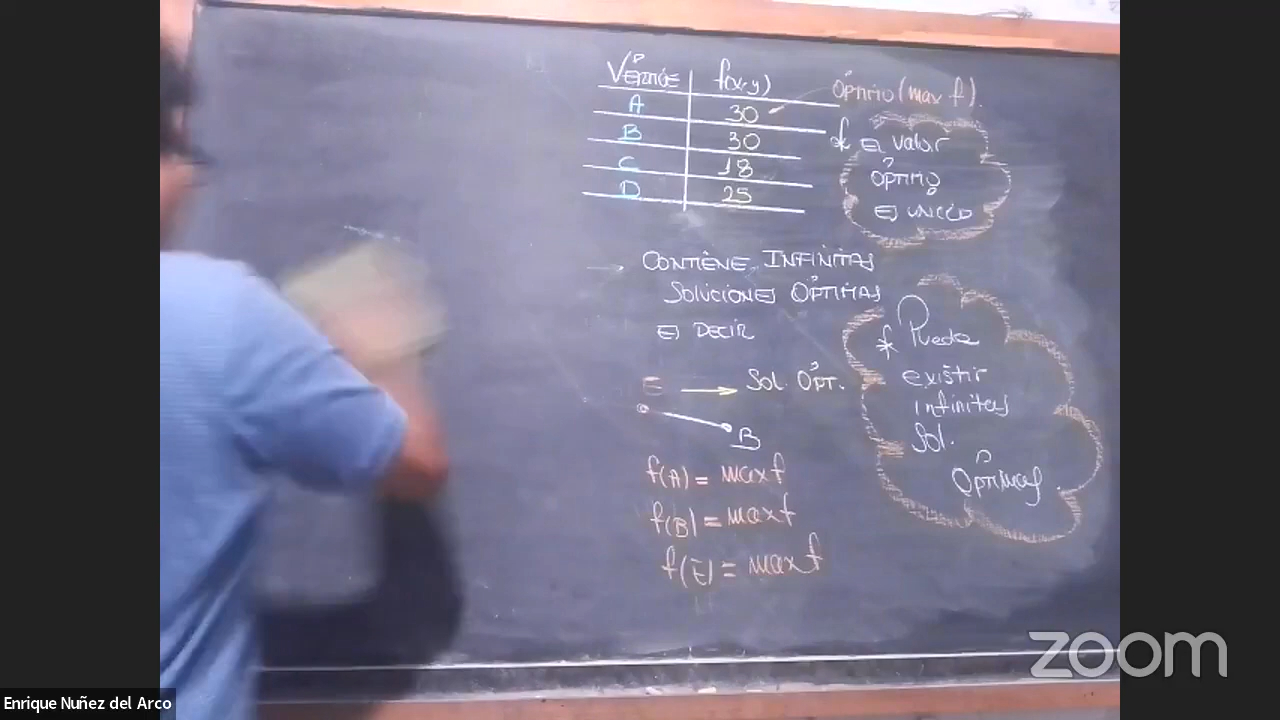 VÉRTICE f(x,y)
A 30
B 30
C 18
D 25
ÓPTIMO (max f).
* El valor
ÓPTIMO
ES UNICO
→ CONTIENE INFINITAS
SOLUCIONES ÓPTIMAS
ES DECIR
E → Sol. ÓPT.
B
f(A) = max f
f(B) = max f
f(E) = max f
* Puede
existir
infinitas
Sol.
Óptimas.
zoom
Enrique Nuñez del Arco